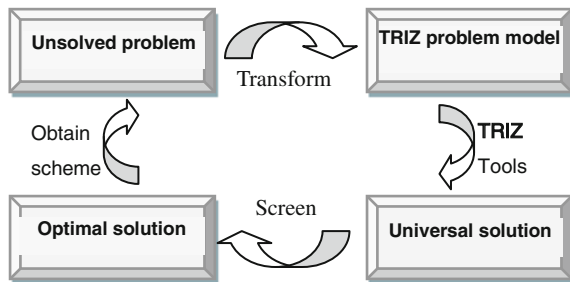 Unsolved problem
Transform
TRIZ problem model
Obtain
scheme
TRIZ
Tools
Optimal solution
Screen
Universal solution